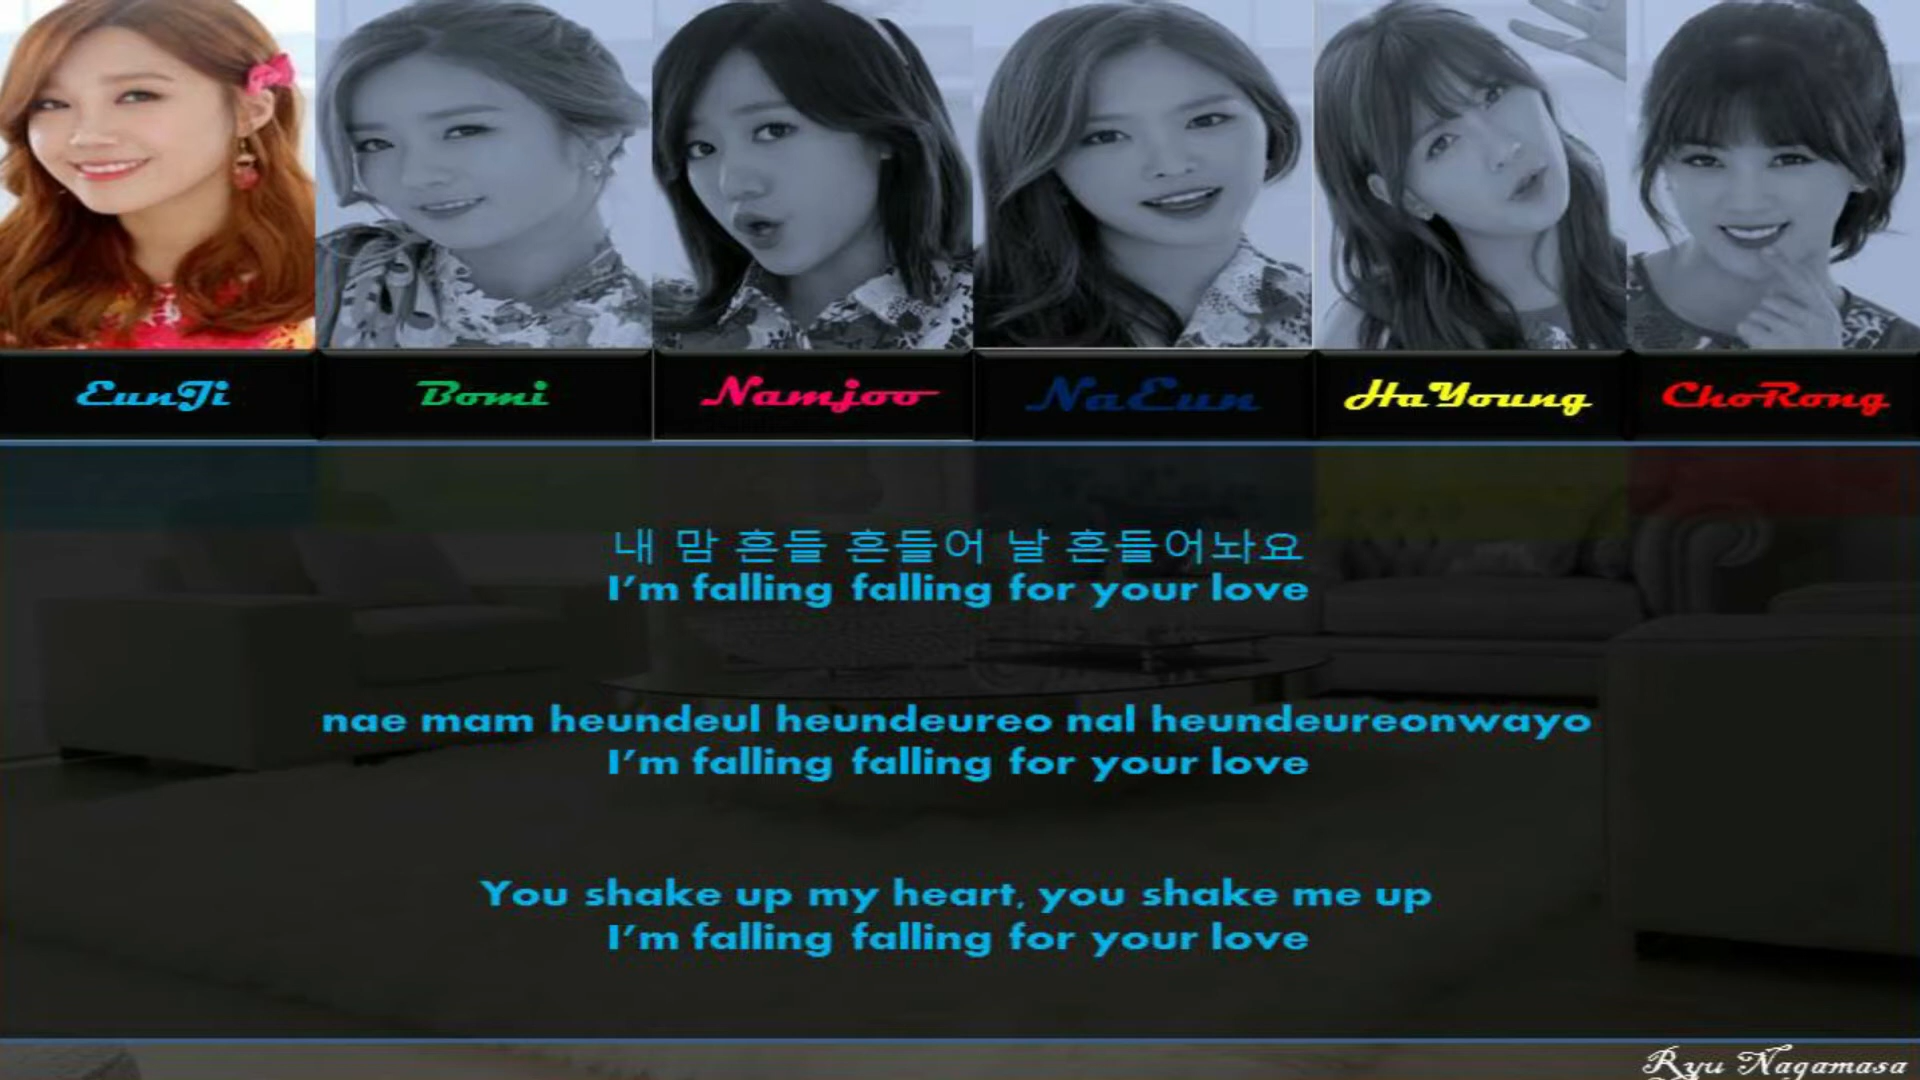 EunJi
Bomi
Namjoo
NaEun
HaYoung
ChoRong
내 맘 흔들 흔들어 날 흔들어놔요
I'm falling falling for your love
nae mam heundeul heundeureo nal heundeureonwayo
I'm falling falling for your love
You shake up my heart, you shake me up
I'm falling falling for your love
Ryu Nagamasa